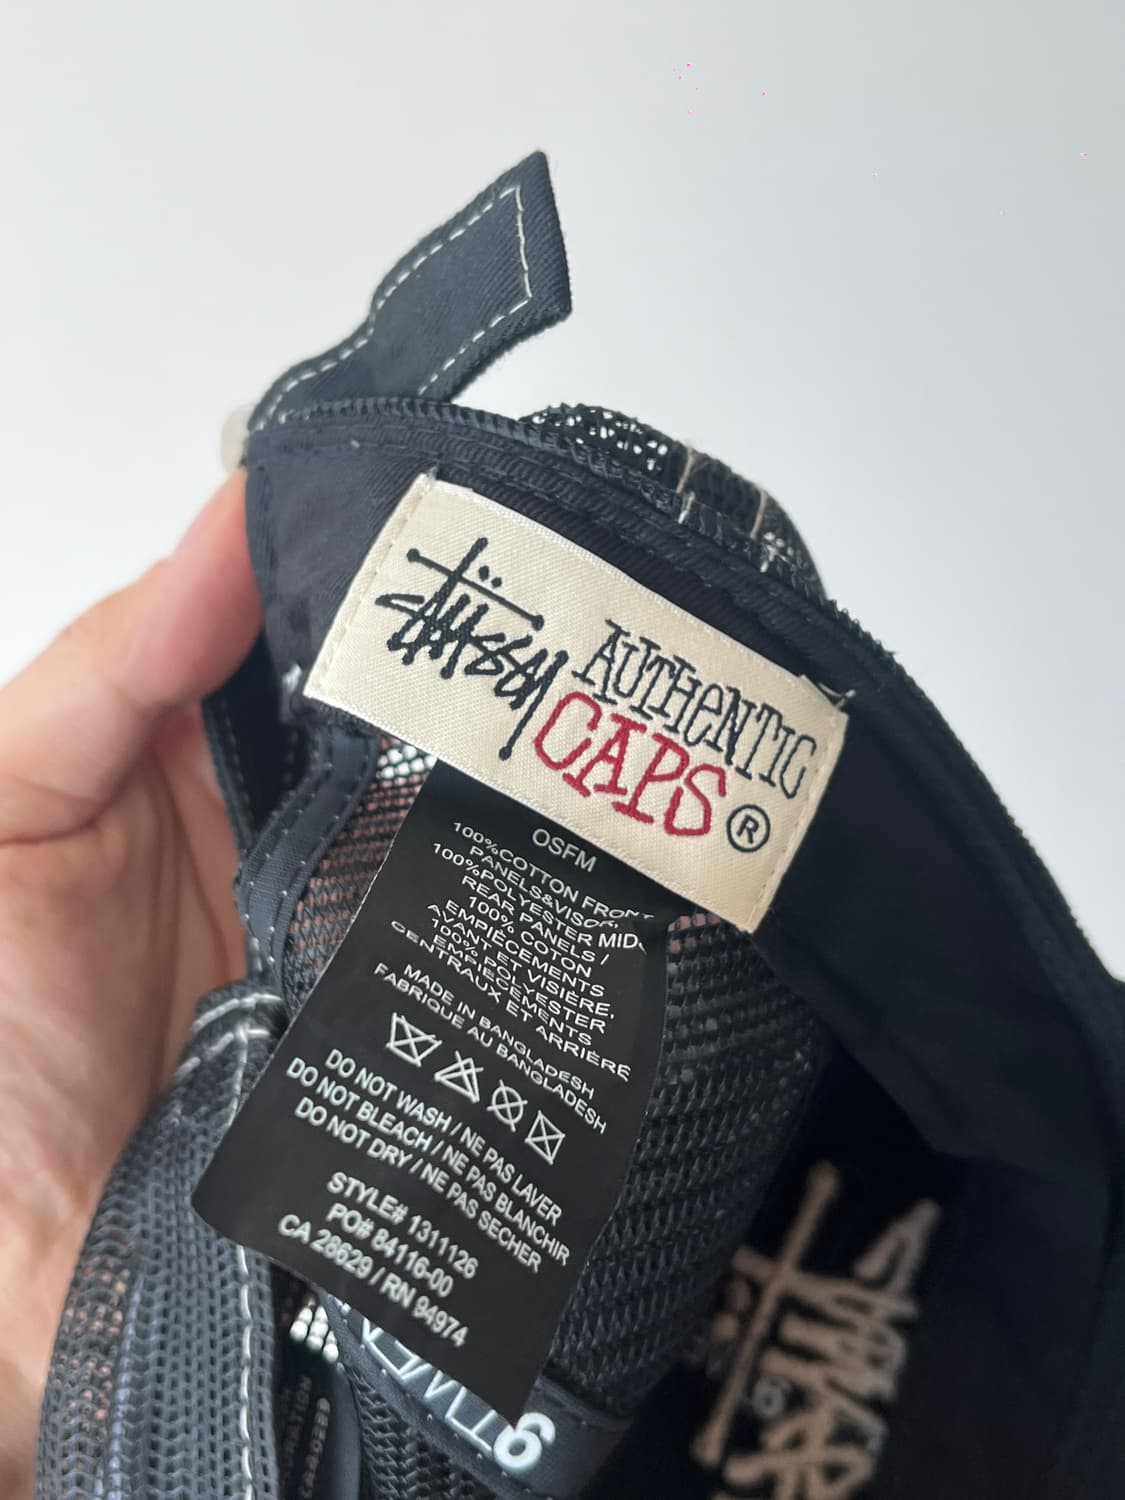 Stüssy AUTHENTIC
CAPS ®
OSFM
100%COTTON FRONT
PANELS&VISOR,
100%POLYESTER MID
REAR PANELS /
100% COTON
EMPIÈCEMENTS
AVANT ET VISIÈRE,
100% POLYESTER
EMPIÈCEMENTS
CENTRAUX ET ARRIÈRE
MADE IN BANGLADESH
FABRIQUE AU BANGLADESH
DO NOT WASH / NE PAS LAVER
DO NOT BLEACH / NE PAS BLANCHIR
DO NOT DRY / NE PAS SECHER
STYLE# 1311126
PO# 84116-00
CA 28629 / RN 94974